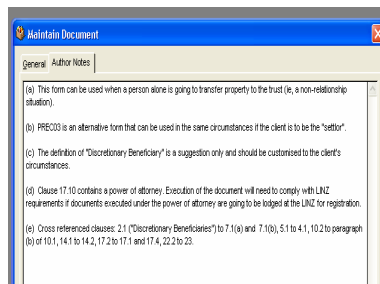 Maintain Document
General Author Notes
(a) This form can be used when a person alone is going to transfer property to the trust (ie, a non-relationship
situation).
(b) PREC03 is an alternative form that can be used in the same circumstances if the client is to be the "settlor".
(c) The definition of "Discretionary Beneficiary" is a suggestion only and should be customised to the client's
circumstances.
(d) Clause 17.10 contains a power of attorney. Execution of the document will need to comply with LINZ
requirements if documents executed under the power of attorney are going to be lodged at the LINZ for registration.
(e) Cross referenced clauses: 2.1 ("Discretionary Beneficiaries") to 7.1(a) and 7.1(b), 5.1 to 4.1, 10.2 to paragraph
(b) of 10.1, 14.1 to 14.2, 17.2 to 17.1 and 17.4, 22.2 to 23.